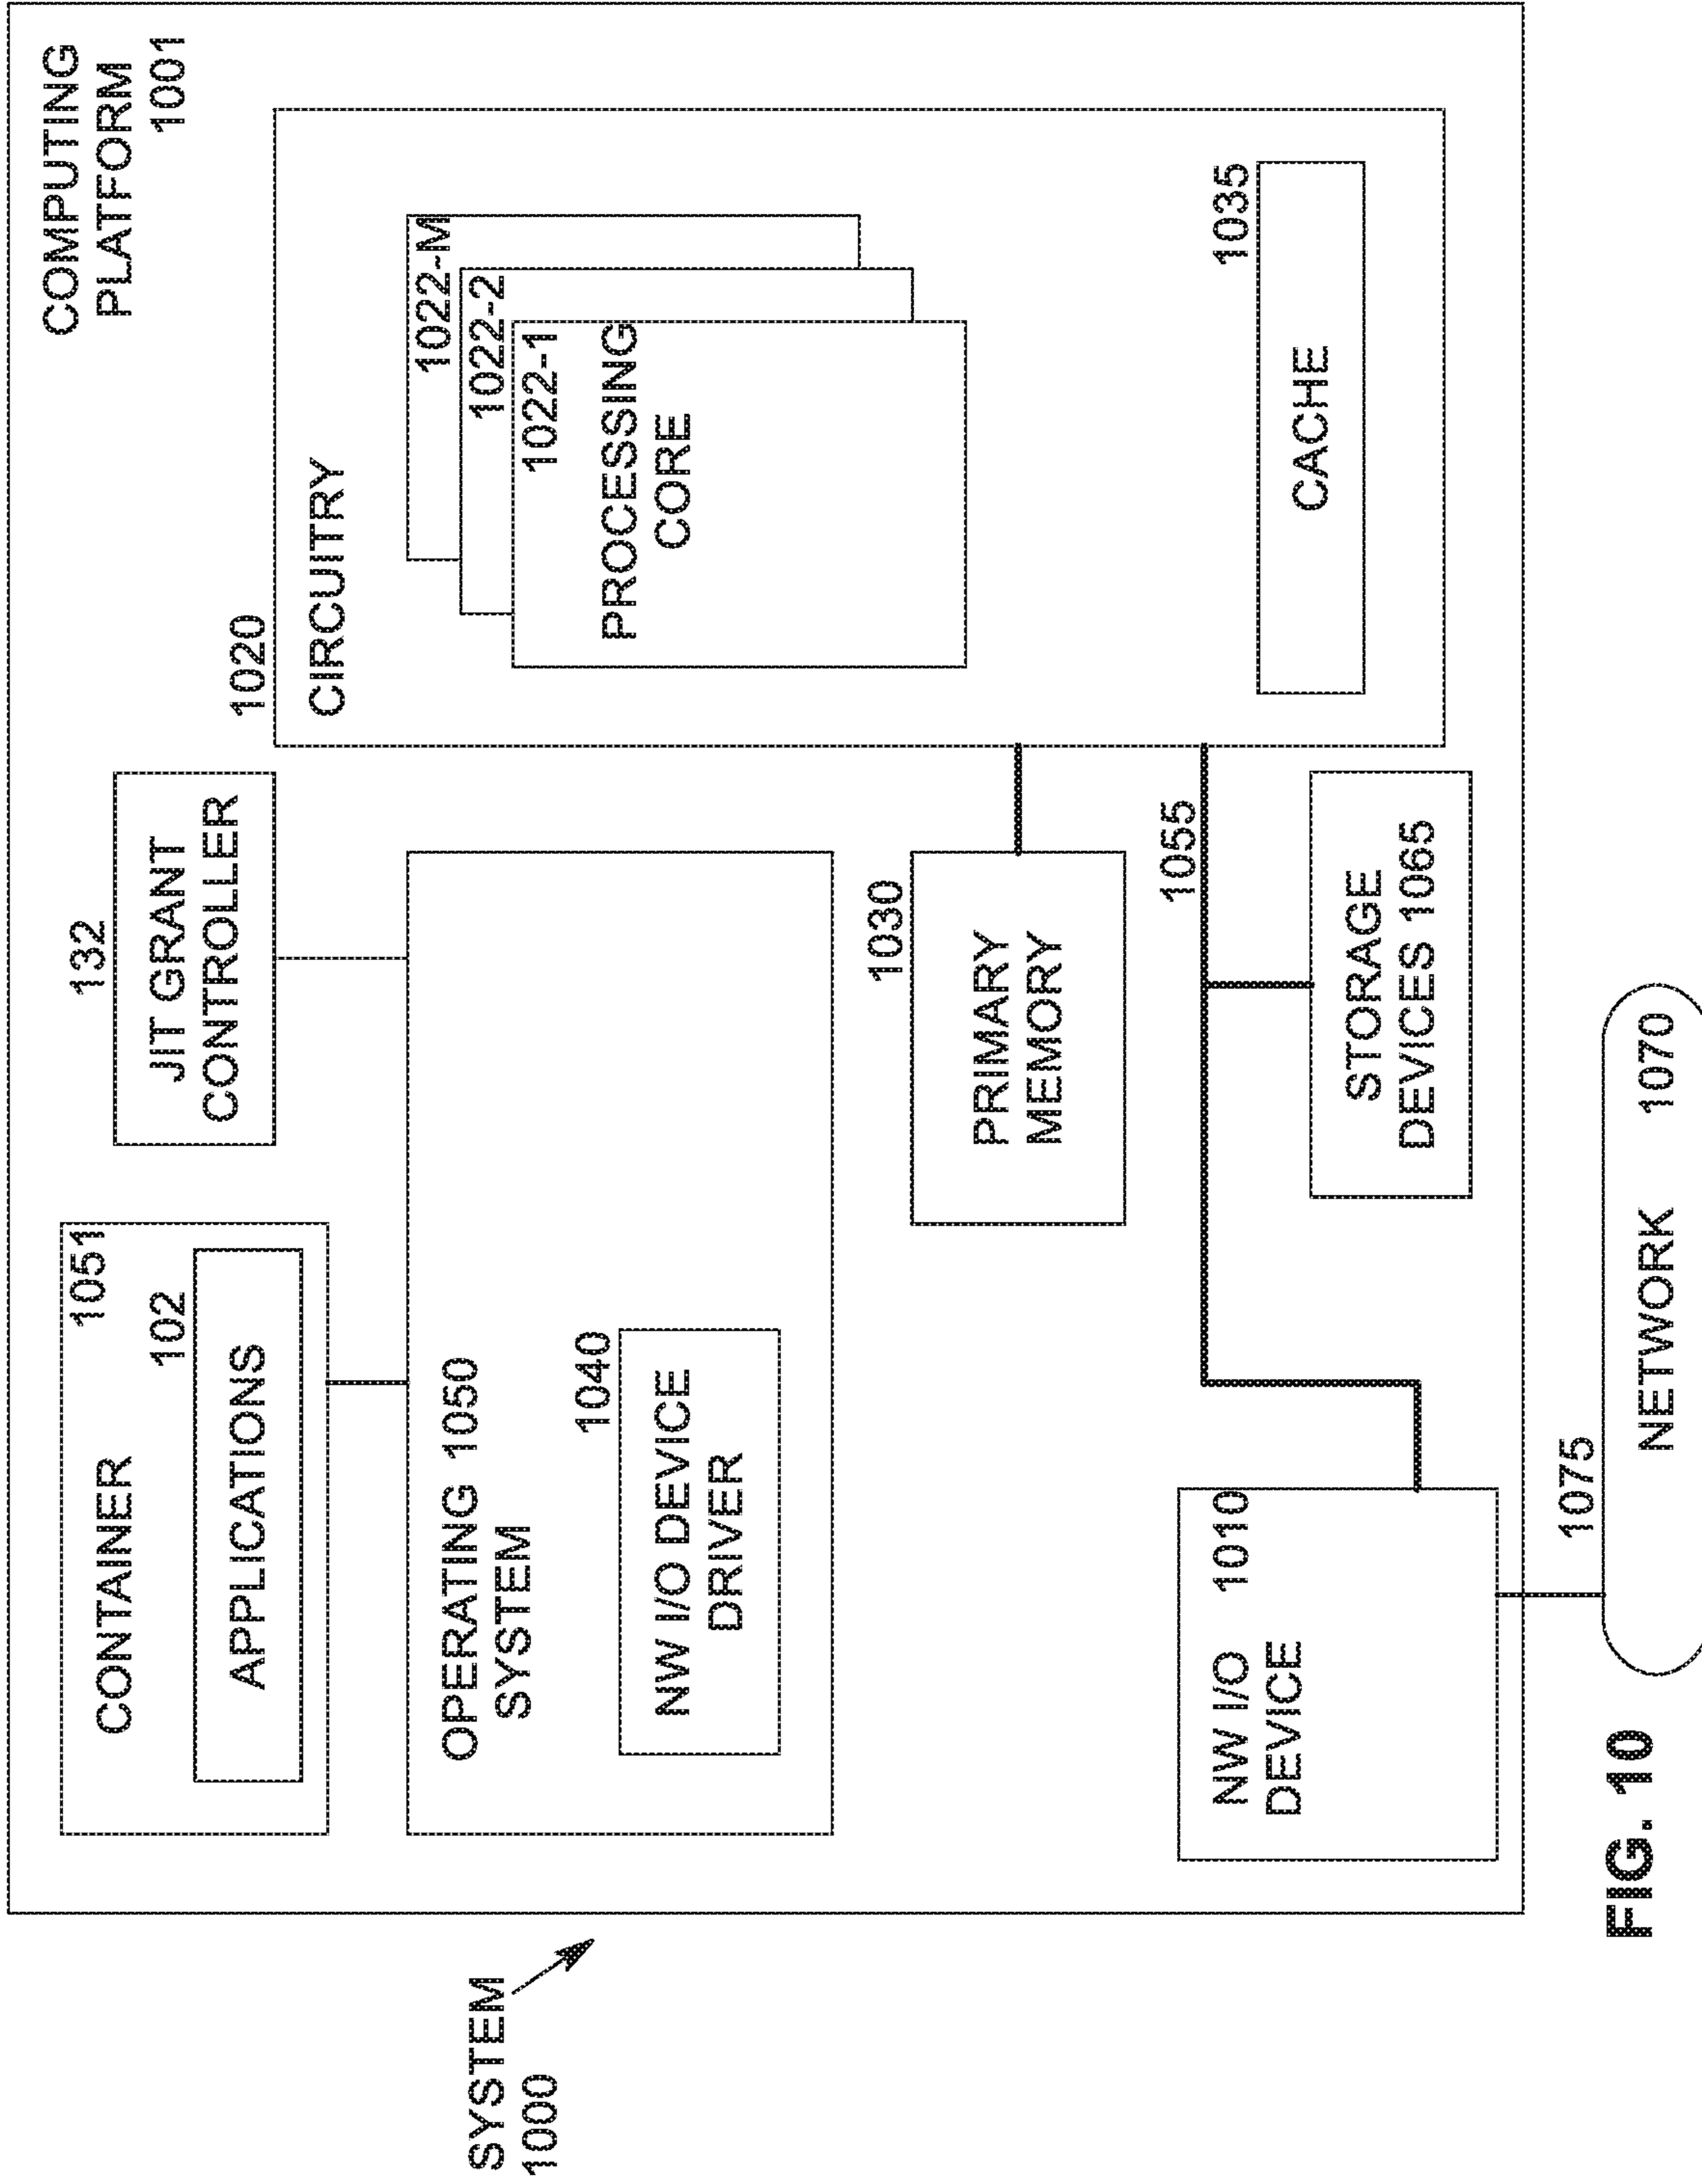 SYSTEM
1000
COMPUTING
PLATFORM
1001
CONTAINER
1051
102
APPLICATIONS
132
JIT GRANT
CONTROLLER
OPERATING 1050
SYSTEM
1040
NW I/O DEVICE
DRIVER
1020
CIRCUITRY
1022-M
1022-2
1022-1
PROCESSING
CORE
1030
PRIMARY
MEMORY
1035
CACHE
1055
NW I/O 1010
DEVICE
STORAGE
DEVICES 1065
1075
NETWORK 1070
FIG. 10